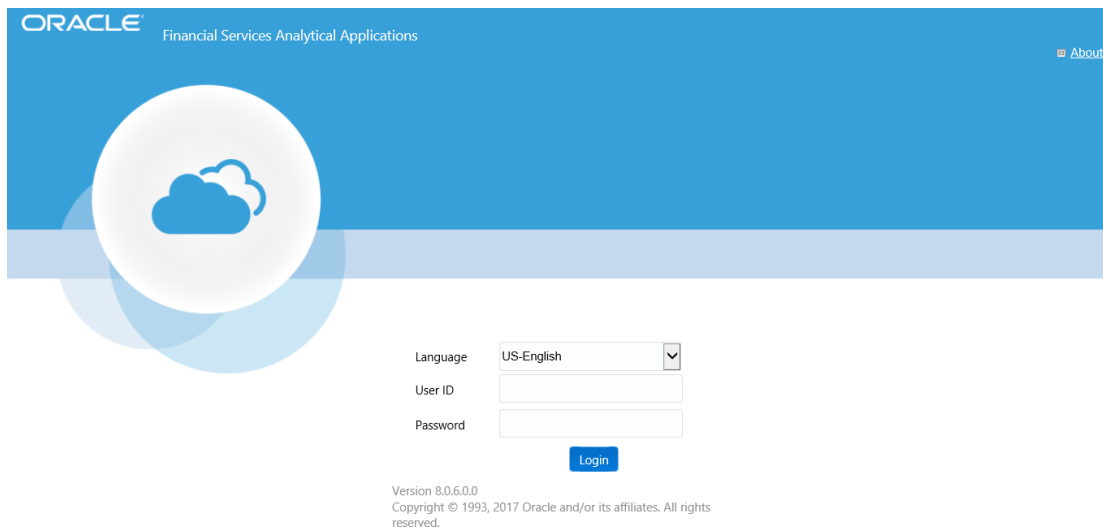 ORACLE
Financial Services Analytical Applications
About
Language US-English
User ID
Password
Login
Version 8.0.6.0.0
Copyright © 1993, 2017 Oracle and/or its affiliates. All rights
reserved.